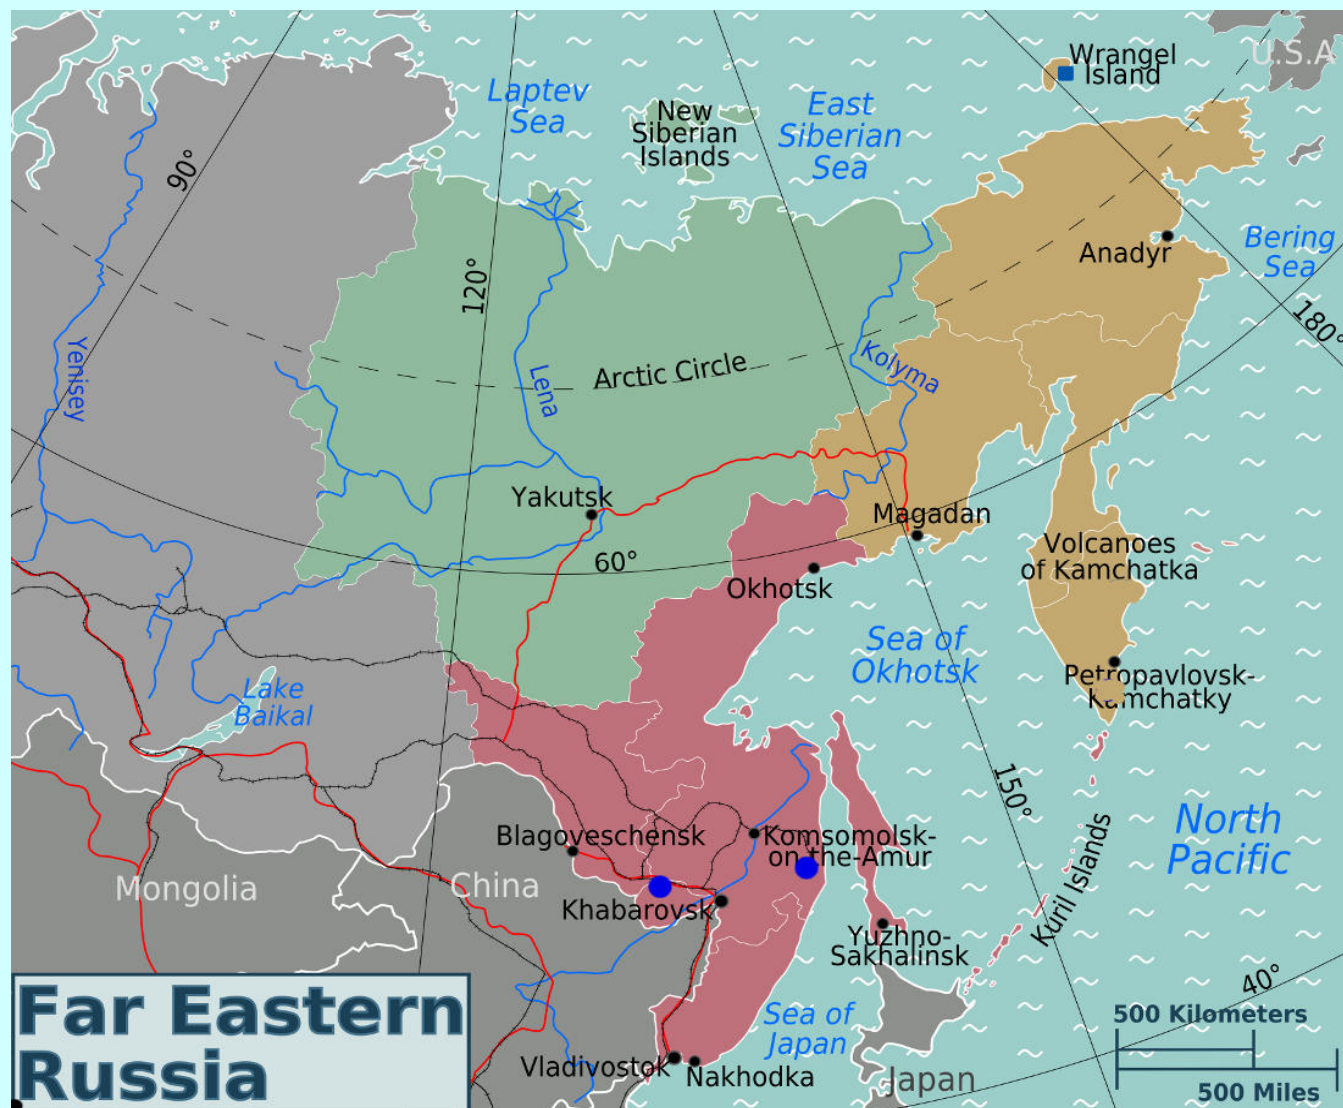 Wrangel
Island
U.S.A
Laptev
Sea
New
Siberian
Islands
East
Siberian
Sea
90°
Anadyr
Bering
Sea
120°
180°
Yenisey
Lena
Arctic Circle
Kolyma
Yakutsk
Magadan
60°
Okhotsk
Volcanoes
of Kamchatka
Sea of
Okhotsk
Petropavlovsk-
Kamchatky
Lake
Baikal
150°
North
Pacific
Blagoveschensk
Komsomolsk-
on-the-Amur
Mongolia
China
Khabarovsk
Kuril Islands
Yuzhno-
Sakhalinsk
40°
Far Eastern
Russia
Sea of
Japan
500 Kilometers
Vladivostok
Nakhodka
Japan
500 Miles